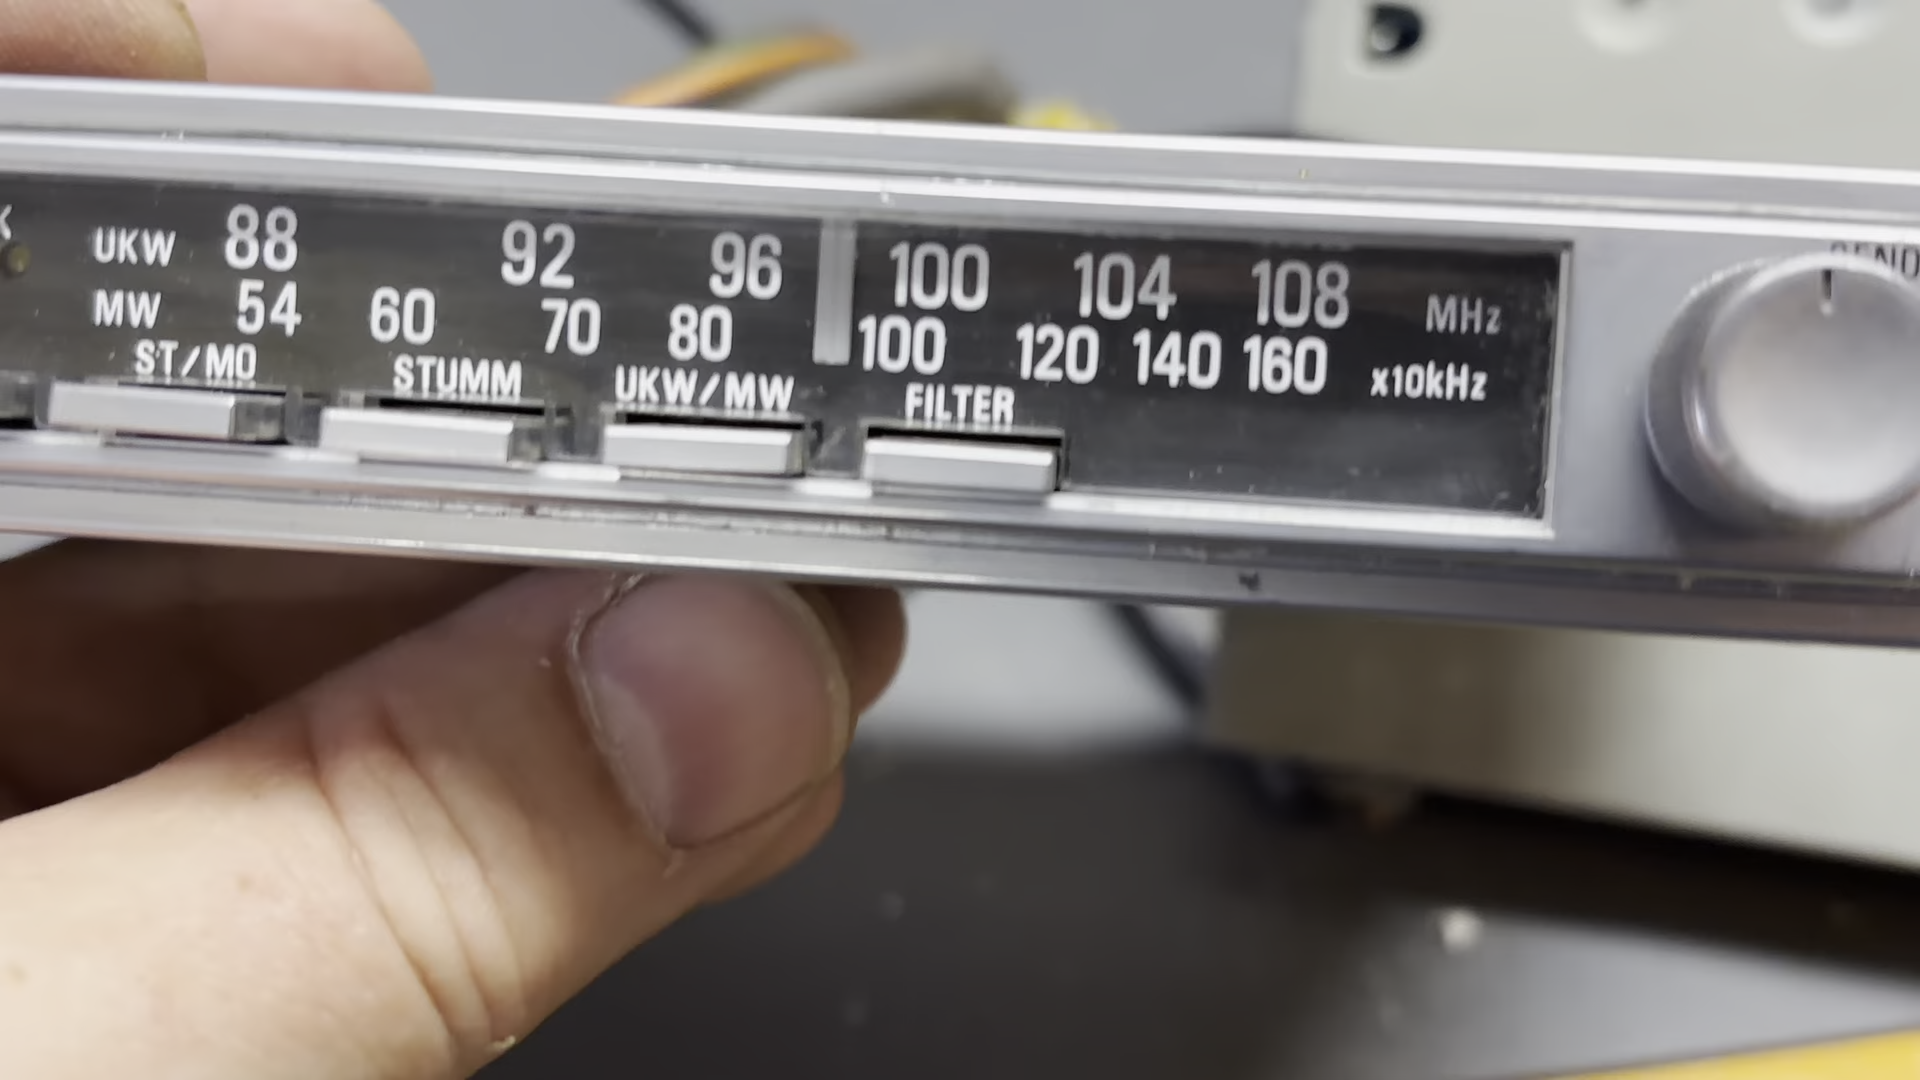 UKW 88 92 96 100 104 108 MHz
MW 54 60 70 80 100 120 140 160 x10kHz
ST/MO STUMM UKW/MW FILTER